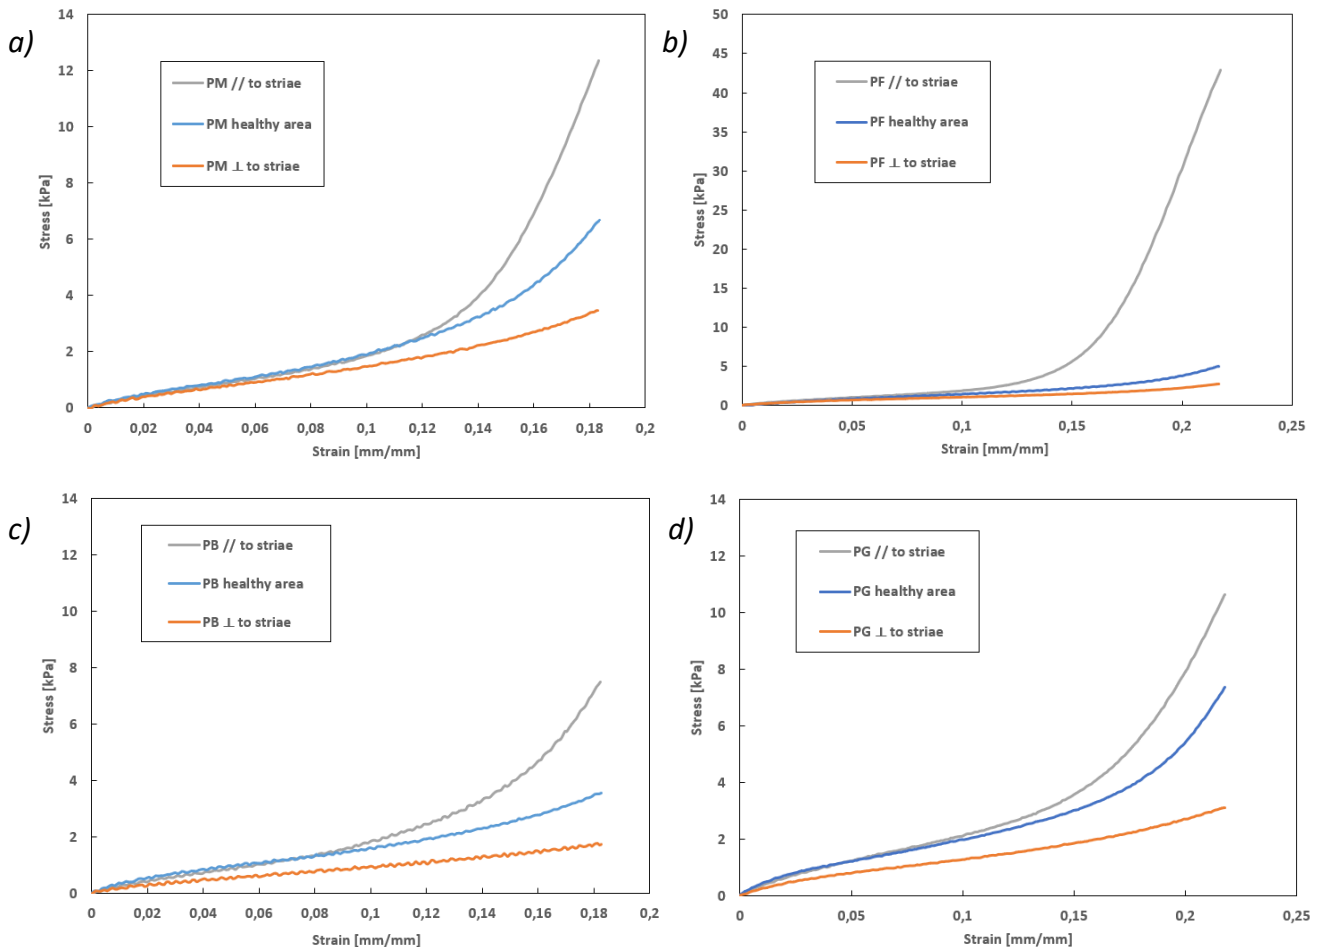 a)
14
12
10
8
6
4
2
0
Stress [kPa]
PM // to striae
PM healthy area
PM ⊥ to striae
0 0,02 0,04 0,06 0,08 0,1 0,12 0,14 0,16 0,18 0,2
Strain [mm/mm]
b)
50
45
40
35
30
25
20
15
10
5
0
Stress [kPa]
PF // to striae
PF healthy area
PF ⊥ to striae
0 0,05 0,1 0,15 0,2 0,25
Strain [mm/mm]
c)
14
12
10
8
6
4
2
0
Stress [kPa]
PB // to striae
PB healthy area
PB ⊥ to striae
0 0,02 0,04 0,06 0,08 0,1 0,12 0,14 0,16 0,18 0,2
Strain [mm/mm]
d)
14
12
10
8
6
4
2
0
Stress [kPa]
PG // to striae
PG healthy area
PG ⊥ to striae
0 0,05 0,1 0,15 0,2 0,25
Strain [mm/mm]